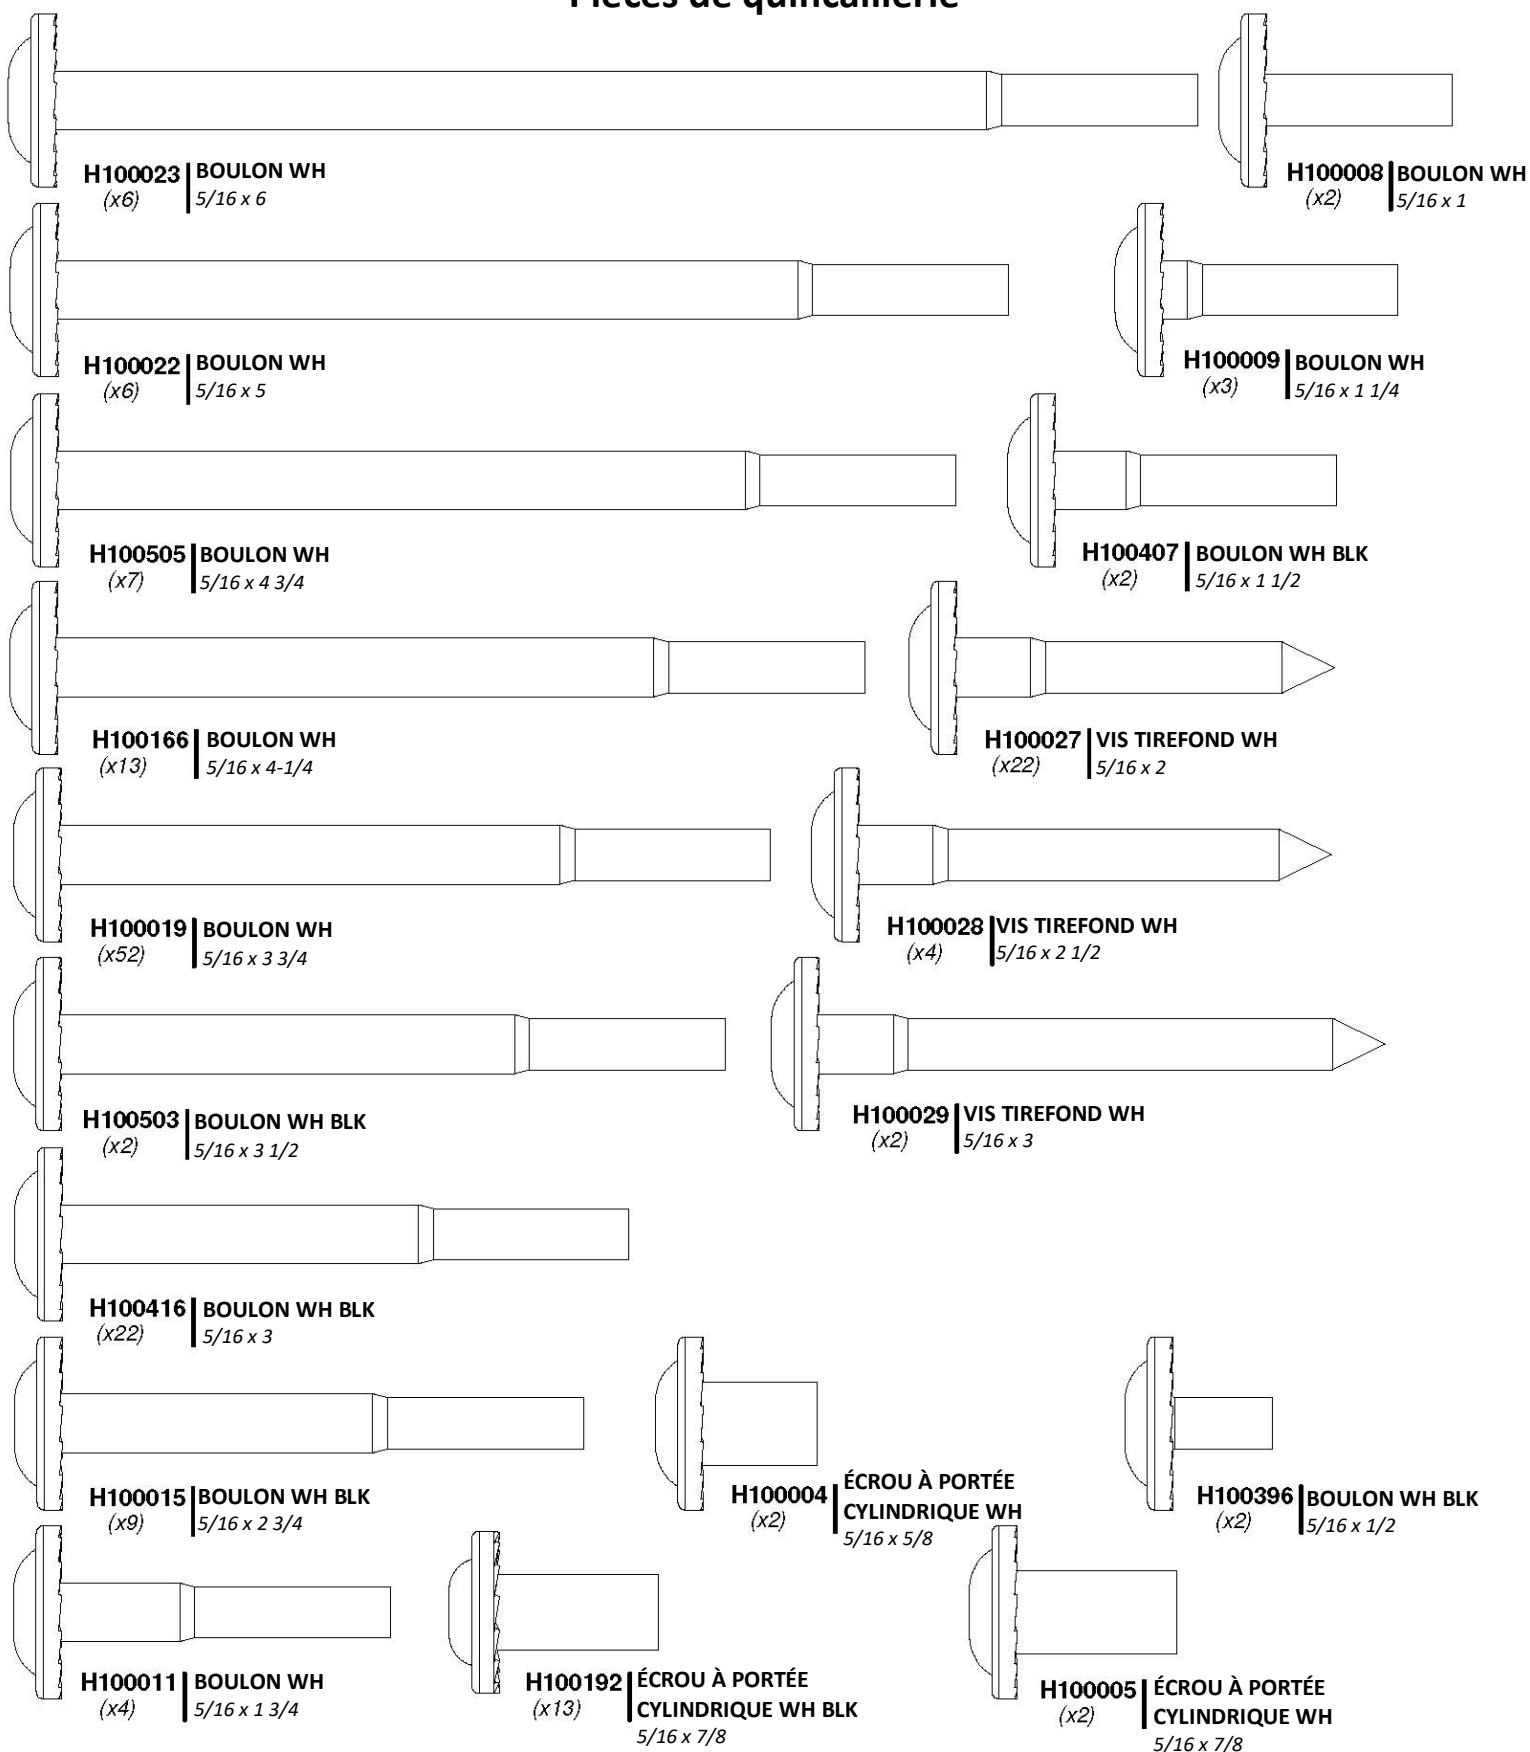 Pièces de quincaillerie
H100023 BOULON WH
(x6) 5/16 x 6
H100008 BOULON WH
(x2) 5/16 x 1
H100022 BOULON WH
(x6) 5/16 x 5
H100009 BOULON WH
(x3) 5/16 x 1 1/4
H100505 BOULON WH
(x7) 5/16 x 4 3/4
H100407 BOULON WH BLK
(x2) 5/16 x 1 1/2
H100166 BOULON WH
(x13) 5/16 x 4-1/4
H100027 VIS TIREFOND WH
(x22) 5/16 x 2
H100019 BOULON WH
(x52) 5/16 x 3 3/4
H100028 VIS TIREFOND WH
(x4) 5/16 x 2 1/2
H100503 BOULON WH BLK
(x2) 5/16 x 3 1/2
H100029 VIS TIREFOND WH
(x2) 5/16 x 3
H100416 BOULON WH BLK
(x22) 5/16 x 3
H100015 BOULON WH BLK
(x9) 5/16 x 2 3/4
H100004 ÉCROU À PORTÉE
(x2) CYLINDRIQUE WH
5/16 x 5/8
H100396 BOULON WH BLK
(x2) 5/16 x 1/2
H100011 BOULON WH
(x4) 5/16 x 1 3/4
H100192 ÉCROU À PORTÉE
(x13) CYLINDRIQUE WH BLK
5/16 x 7/8
H100005 ÉCROU À PORTÉE
(x2) CYLINDRIQUE WH
5/16 x 7/8